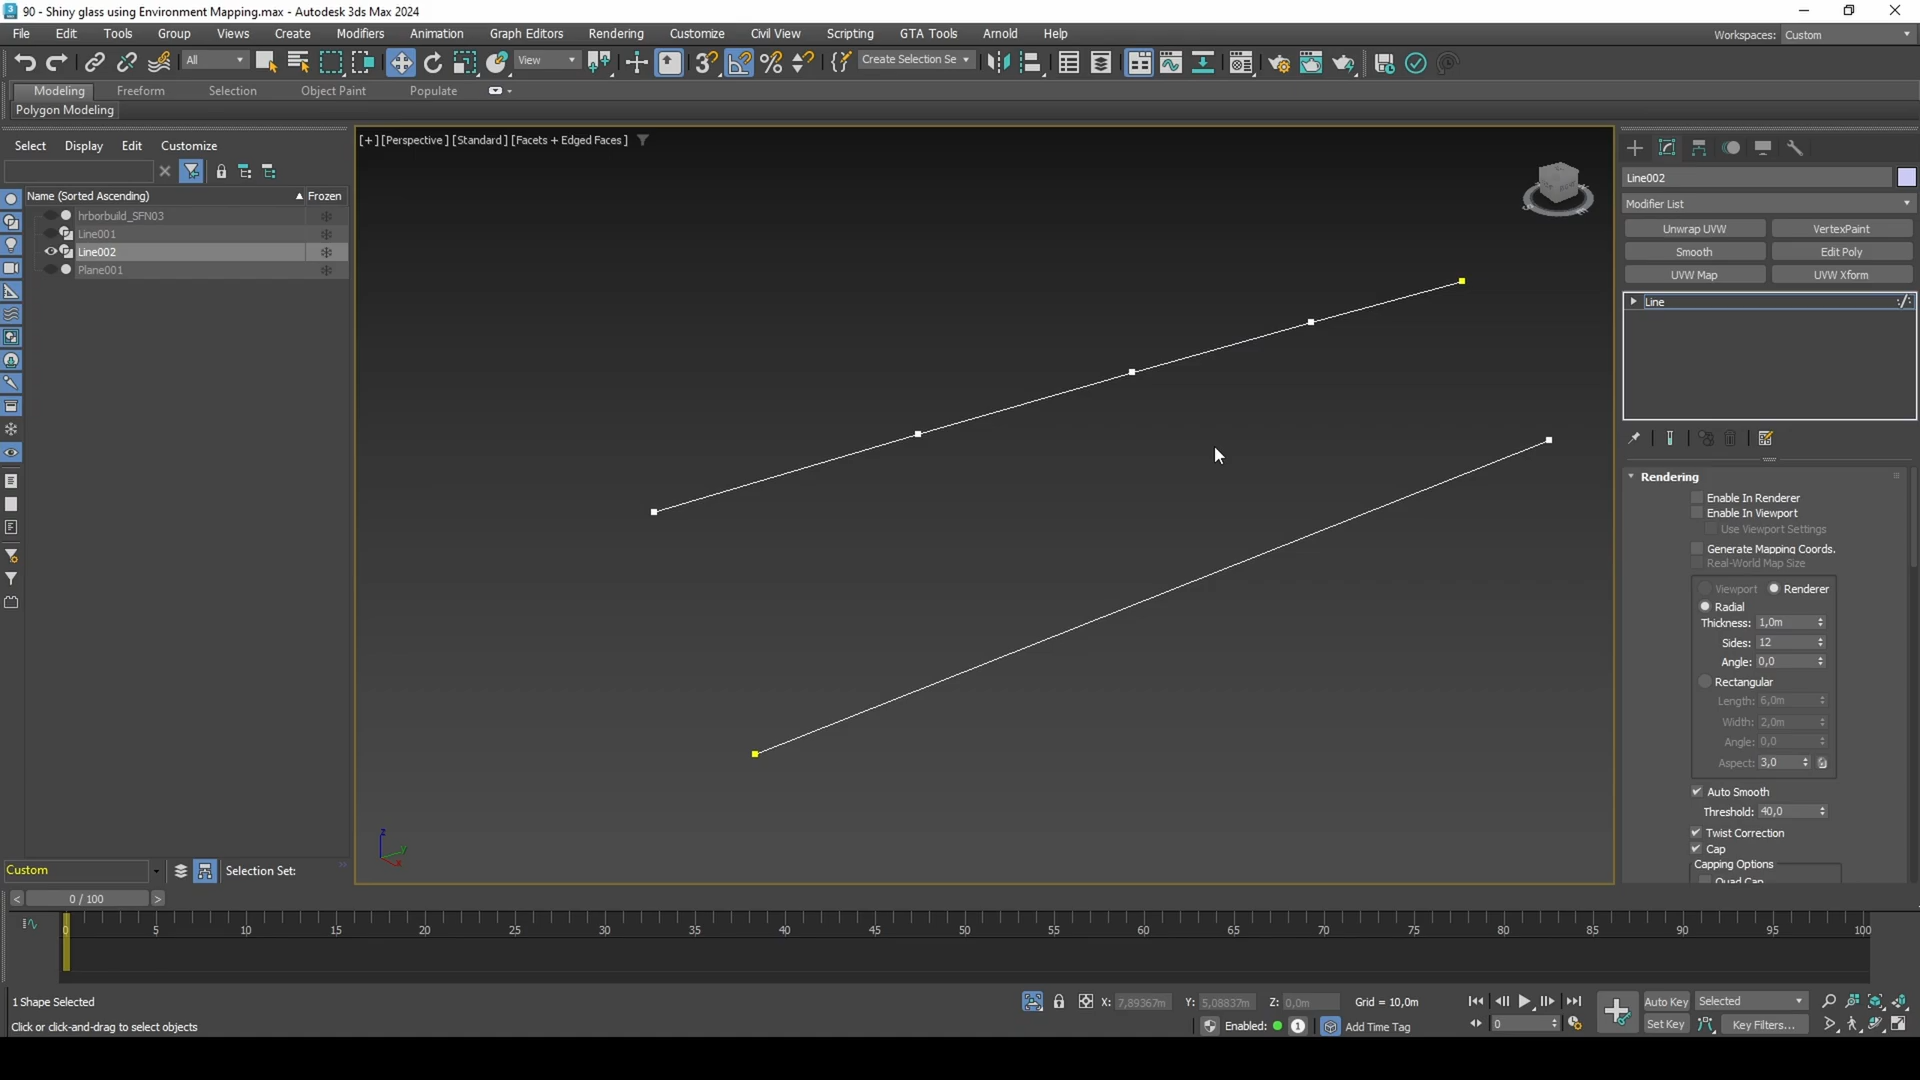 90 - Shiny glass using Environment Mapping.max - Autodesk 3ds Max 2024
File Edit Tools Group Views Create Modifiers Animation Graph Editors Rendering Customize Civil View Scripting GTA Tools Arnold Help
Workspaces: Custom
All View Create Selection Se
Modeling Freeform Selection Object Paint Populate
Polygon Modeling
Select Display Edit Customize
Name (Sorted Ascending) Frozen
hrborbuild_SFN03
Line001
Line002
Plane001
[+] [Perspective] [Standard] [Facets + Edged Faces]
Line002
Modifier List
Unwrap UVW VertexPaint
Smooth Edit Poly
UVW Map UVW Xform
Line
Rendering
Enable In Renderer
Enable In Viewport
Use Viewport Settings
Generate Mapping Coords.
Real-World Map Size
Viewport Renderer
Radial
Thickness: 1,0m
Sides: 12
Angle: 0,0
Rectangular
Length: 6,0m
Width: 2,0m
Angle: 0,0
Aspect: 3,0
Auto Smooth
Threshold: 40,0
Twist Correction
Cap
Capping Options
Quad Cap
z
y
x
Custom Selection Set:
< 0 / 100 >
0 5 10 15 20 25 30 35 40 45 50 55 60 65 70 75 80 85 90 95 100
1 Shape Selected
X: 7,89367m Y: 5,08837m Z: 0,0m Grid = 10,0m
Auto Key Selected
Click or click-and-drag to select objects
Enabled: 1 Add Time Tag
0
Set Key Key Filters...